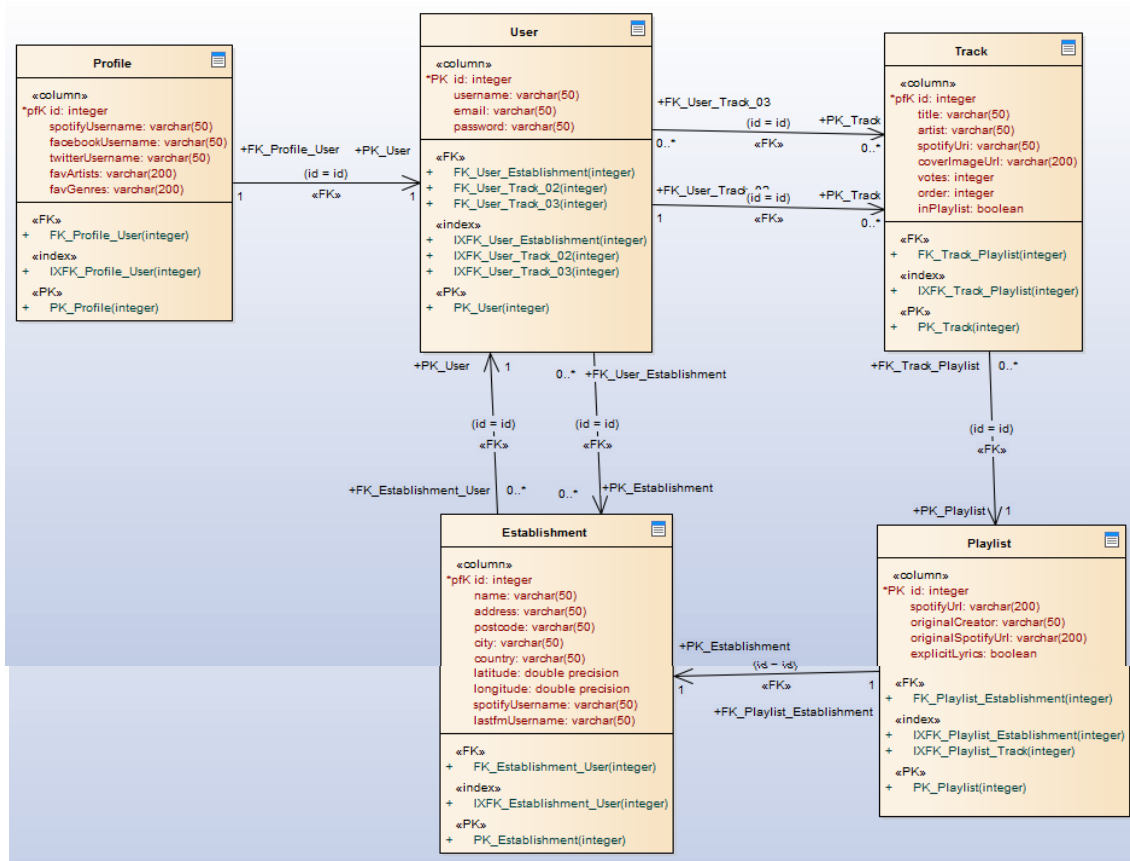 Profile
«column»
*pfK id: integer
spotifyUsername: varchar(50)
facebookUsername: varchar(50)
twitterUsername: varchar(50)
favArtists: varchar(200)
favGenres: varchar(200)
«FK»
+ FK_Profile_User(integer)
«index»
+ IXFK_Profile_User(integer)
«PK»
+ PK_Profile(integer)
+FK_Profile_User
+PK_User
(id = id)
1
«FK»
1
User
«column»
*PK id: integer
username: varchar(50)
email: varchar(50)
password: varchar(50)
«FK»
+ FK_User_Establishment(integer)
+ FK_User_Track_02(integer)
+ FK_User_Track_03(integer)
«index»
+ IXFK_User_Establishment(integer)
+ IXFK_User_Track_02(integer)
+ IXFK_User_Track_03(integer)
«PK»
+ PK_User(integer)
+FK_User_Track_03
(id = id)
+PK_Track
0..*
«FK»
0..*
+FK_User_Track_02
(id = id)
+PK_Track
1
«FK»
0..*
Track
«column»
*pfK id: integer
title: varchar(50)
artist: varchar(50)
spotifyUri: varchar(50)
coverImageUrl: varchar(200)
votes: integer
order: integer
inPlaylist: boolean
«FK»
+ FK_Track_Playlist(integer)
«index»
+ IXFK_Track_Playlist(integer)
«PK»
+ PK_Track(integer)
+PK_User
1
(id = id)
«FK»
+FK_Establishment_User
0..*
0..*
+FK_User_Establishment
(id = id)
«FK»
0..*
+PK_Establishment
+FK_Track_Playlist
0..*
(id = id)
«FK»
+PK_Playlist
1
Establishment
«column»
*pfK id: integer
name: varchar(50)
address: varchar(50)
postcode: varchar(50)
city: varchar(50)
country: varchar(50)
latitude: double precision
longitude: double precision
spotifyUsername: varchar(50)
lastfmUsername: varchar(50)
«FK»
+ FK_Establishment_User(integer)
«index»
+ IXFK_Establishment_User(integer)
«PK»
+ PK_Establishment(integer)
+PK_Establishment
(id = id)
1
«FK»
1
+FK_Playlist_Establishment
Playlist
«column»
*PK id: integer
spotifyUrl: varchar(200)
originalCreator: varchar(50)
originalSpotifyUrl: varchar(200)
explicitLyrics: boolean
«FK»
+ FK_Playlist_Establishment(integer)
«index»
+ IXFK_Playlist_Establishment(integer)
+ IXFK_Playlist_Track(integer)
«PK»
+ PK_Playlist(integer)